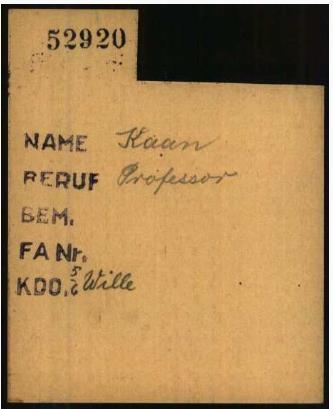 52920
NAME Kaan
BERUF Professor
BEM.
FA Nr.
KDO. 5/6 Wille